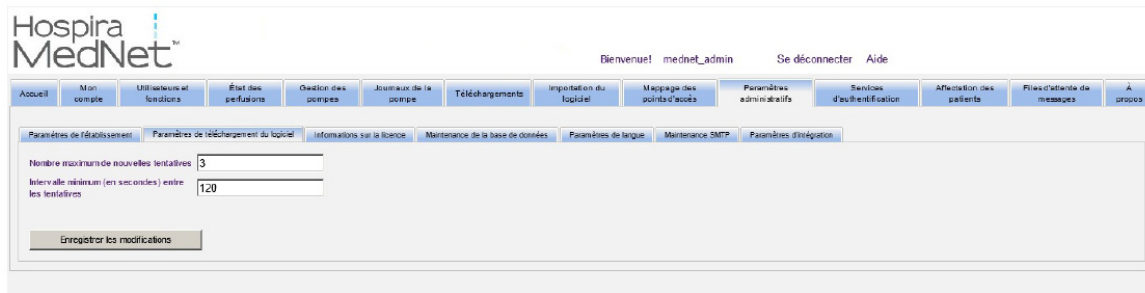 Hospira
MedNet™
Bienvenue! mednet_admin Se déconnecter Aide
Accueil Mon compte Utilisateurs et fonctions État des perfusions Gestion des pompes Journaux de la pompe Téléchargements Importation du logiciel Mappage des points d'accès Paramètres administratifs Services d'authentification Affectation des patients Files d'attente de messages À propos
Paramètres de l'établissement Paramètres de téléchargement du logiciel Informations sur la licence Maintenance de la base de données Paramètres de langue Maintenance SMTP Paramètres d'intégration
Nombre maximum de nouvelles tentatives 3
Intervalle minimum (en secondes) entre
les tentatives 120
Enregistrer les modifications